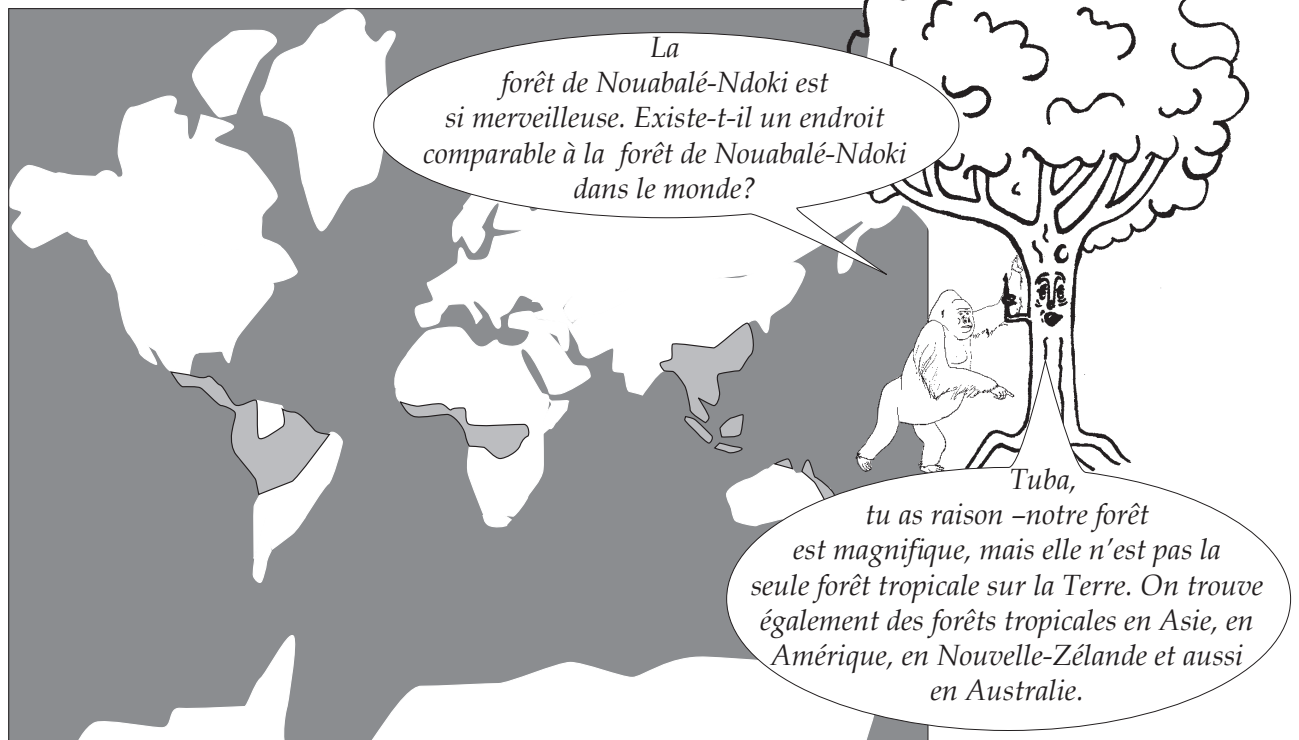 La
forêt de Nouabalé-Ndoki est
si merveilleuse. Existe-t-il un endroit
comparable à la  forêt de Nouabalé-Ndoki
dans le monde?
Tuba,
tu as raison –notre forêt
est magnifique, mais elle n’est pas la
seule forêt tropicale sur la Terre. On trouve
également des forêts tropicales en Asie, en
Amérique, en Nouvelle-Zélande et aussi
en Australie.